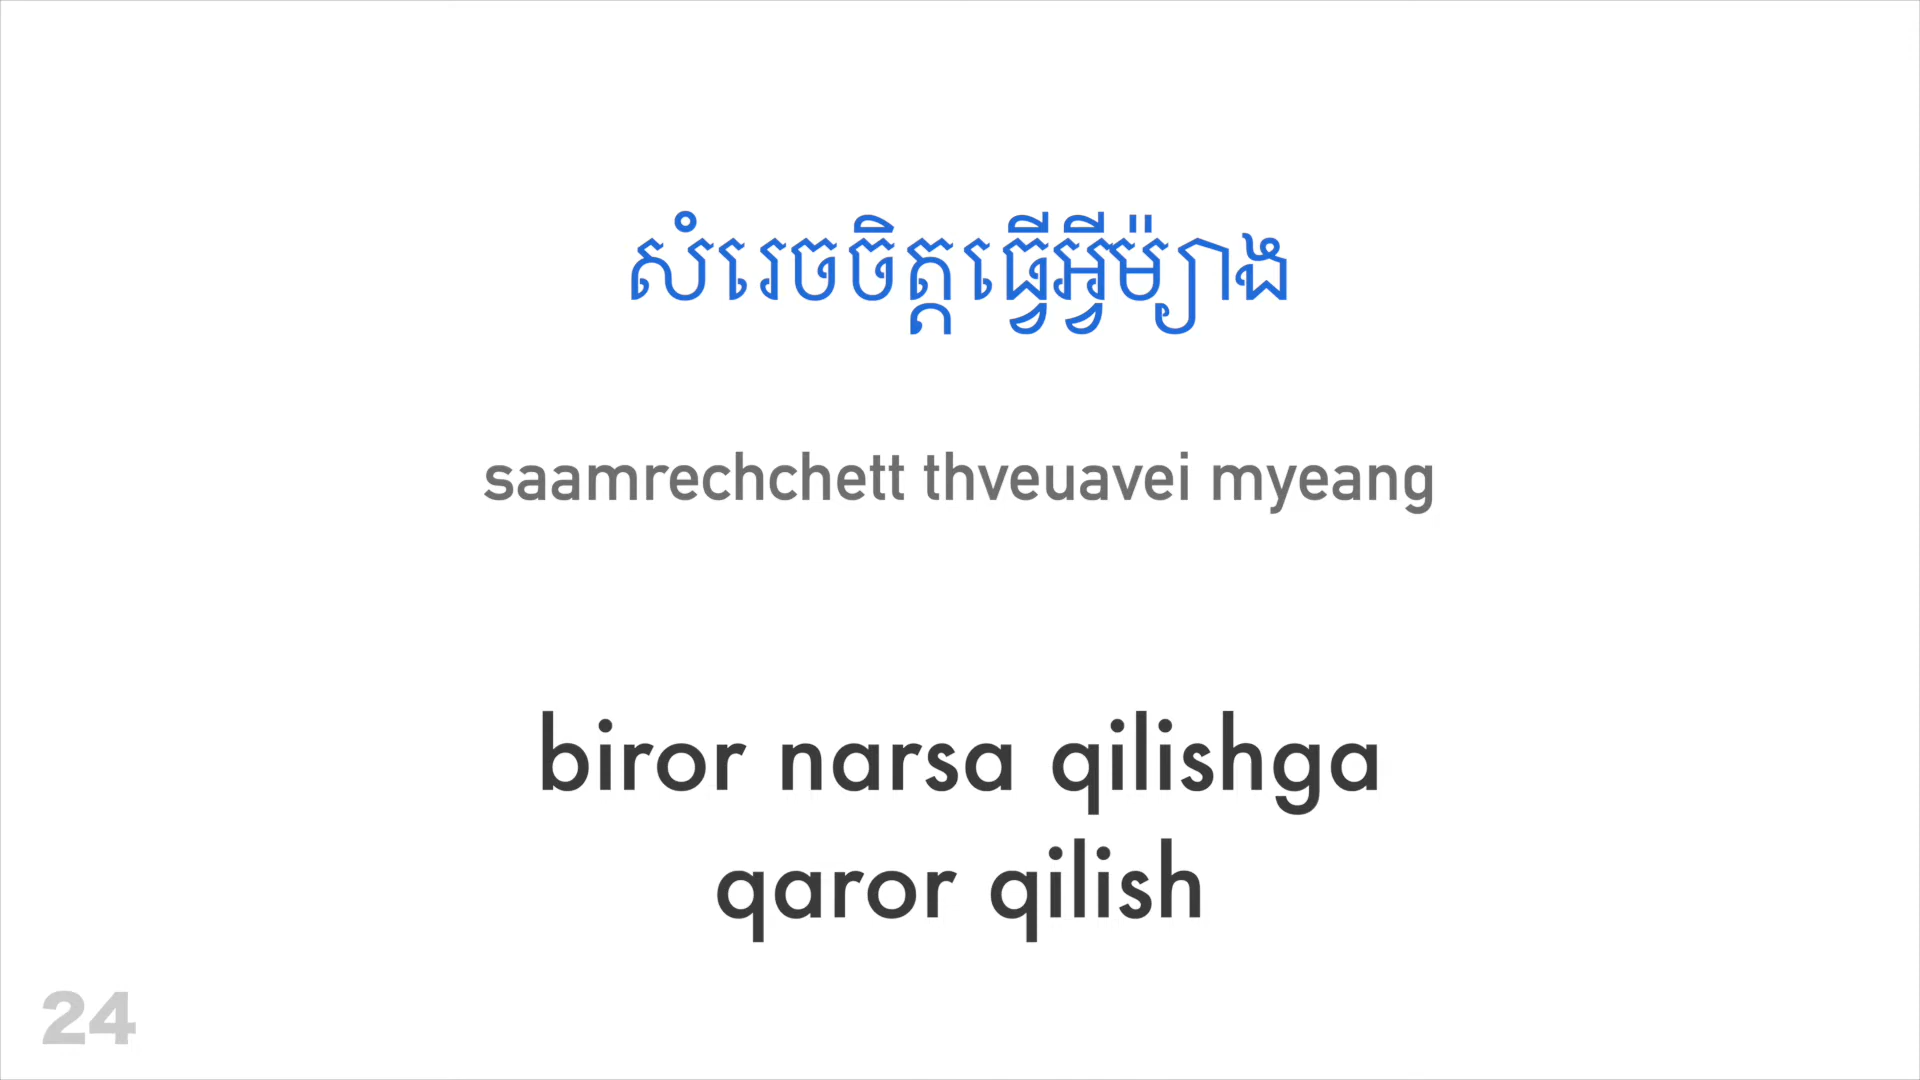 សំរេចចិត្តធ្វើអ្វីម៉្យាង
saamrechchett thveuavei myeang
biror narsa qilishga
qaror qilish
24